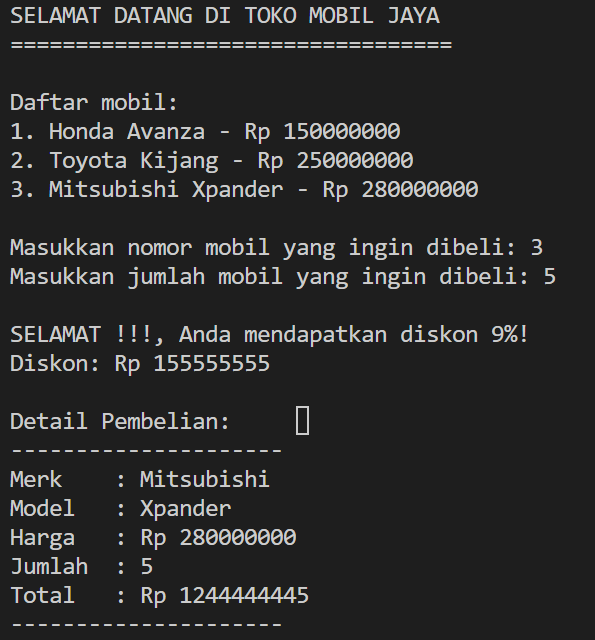 SELAMAT DATANG DI TOKO MOBIL JAYA
==================================
Daftar mobil:
1. Honda Avanza - Rp 150000000
2. Toyota Kijang - Rp 250000000
3. Mitsubishi Xpander - Rp 280000000
Masukkan nomor mobil yang ingin dibeli: 3
Masukkan jumlah mobil yang ingin dibeli: 5
SELAMAT !!!, Anda mendapatkan diskon 9%!
Diskon: Rp 155555555
Detail Pembelian:
---------------------
Merk    : Mitsubishi
Model   : Xpander
Harga   : Rp 280000000
Jumlah  : 5
Total   : Rp 1244444445
---------------------